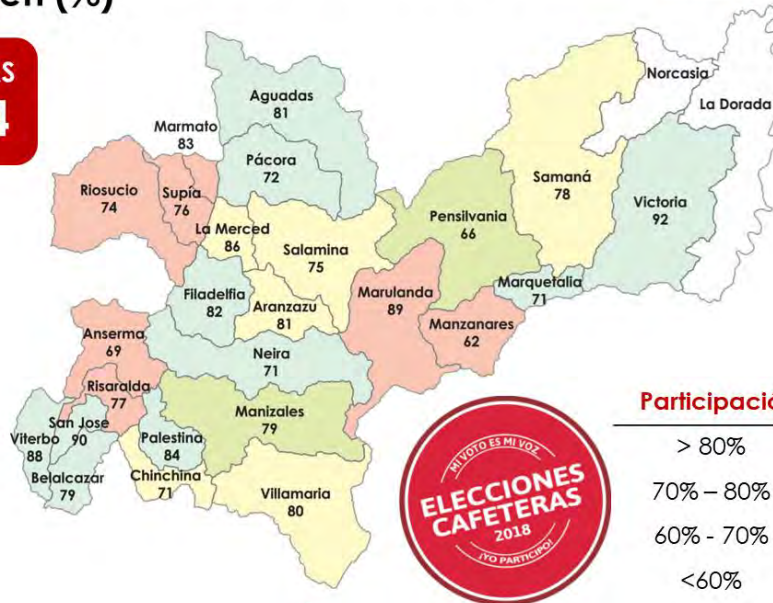 AS
4
Norcasia
La Dorada
Aguadas
81
Marmato
83
Pácora
72
Riosucio
74
Supía
76
Samaná
78
Victoria
92
Pensilvania
66
La Merced
86
Salamina
75
Filadelfia
82
Aranzazu
81
Marulanda
89
Marquetalia
71
Manzanares
62
Anserma
69
Neira
71
Risaralda
77
San Jose
90
Viterbo
88
Belalcazar
79
Palestina
84
Manizales
79
Chinchina
71
Villamaria
80
MI VOTO ES MI VOZ
ELECCIONES
CAFETERAS
2018
¡YO PARTICIPO!
Participació
> 80%
70% – 80%
60% - 70%
<60%